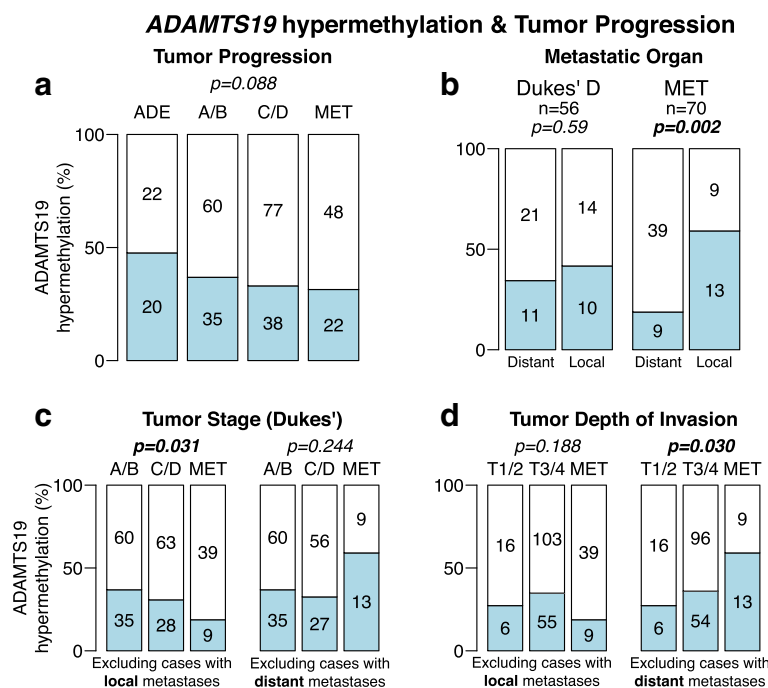 ADAMTS19 hypermethylation & Tumor Progression
a
Tumor Progression
p=0.088
ADE A/B C/D MET
ADAMTS19
hypermethylation (%)
100
50
0
22 60 77 48
20 35 38 22
b
Metastatic Organ
Dukes' D MET
n=56 n=70
p=0.59 p=0.002
100
50
0
21 14 39 9
11 10 9 13
Distant Local Distant Local
c
Tumor Stage (Dukes')
p=0.031 p=0.244
A/B C/D MET A/B C/D MET
ADAMTS19
hypermethylation (%)
100
50
0
60 63 39 60 56 9
35 28 9 35 27 13
Excluding cases with Excluding cases with
local metastases distant metastases
d
Tumor Depth of Invasion
p=0.188 p=0.030
T1/2 T3/4 MET T1/2 T3/4 MET
100
50
0
16 103 39 16 96 9
6 55 9 6 54 13
Excluding cases with Excluding cases with
local metastases distant metastases